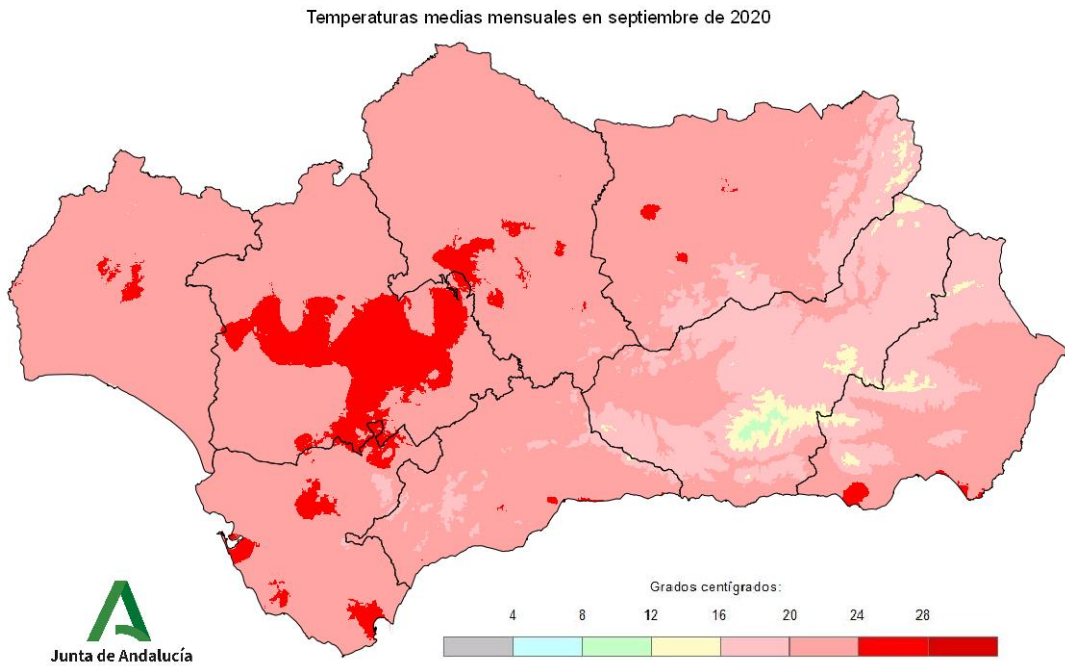 Temperaturas medias mensuales en septiembre de 2020
Grados centígrados:
4 8 12 16 20 24 28
Junta de Andalucía